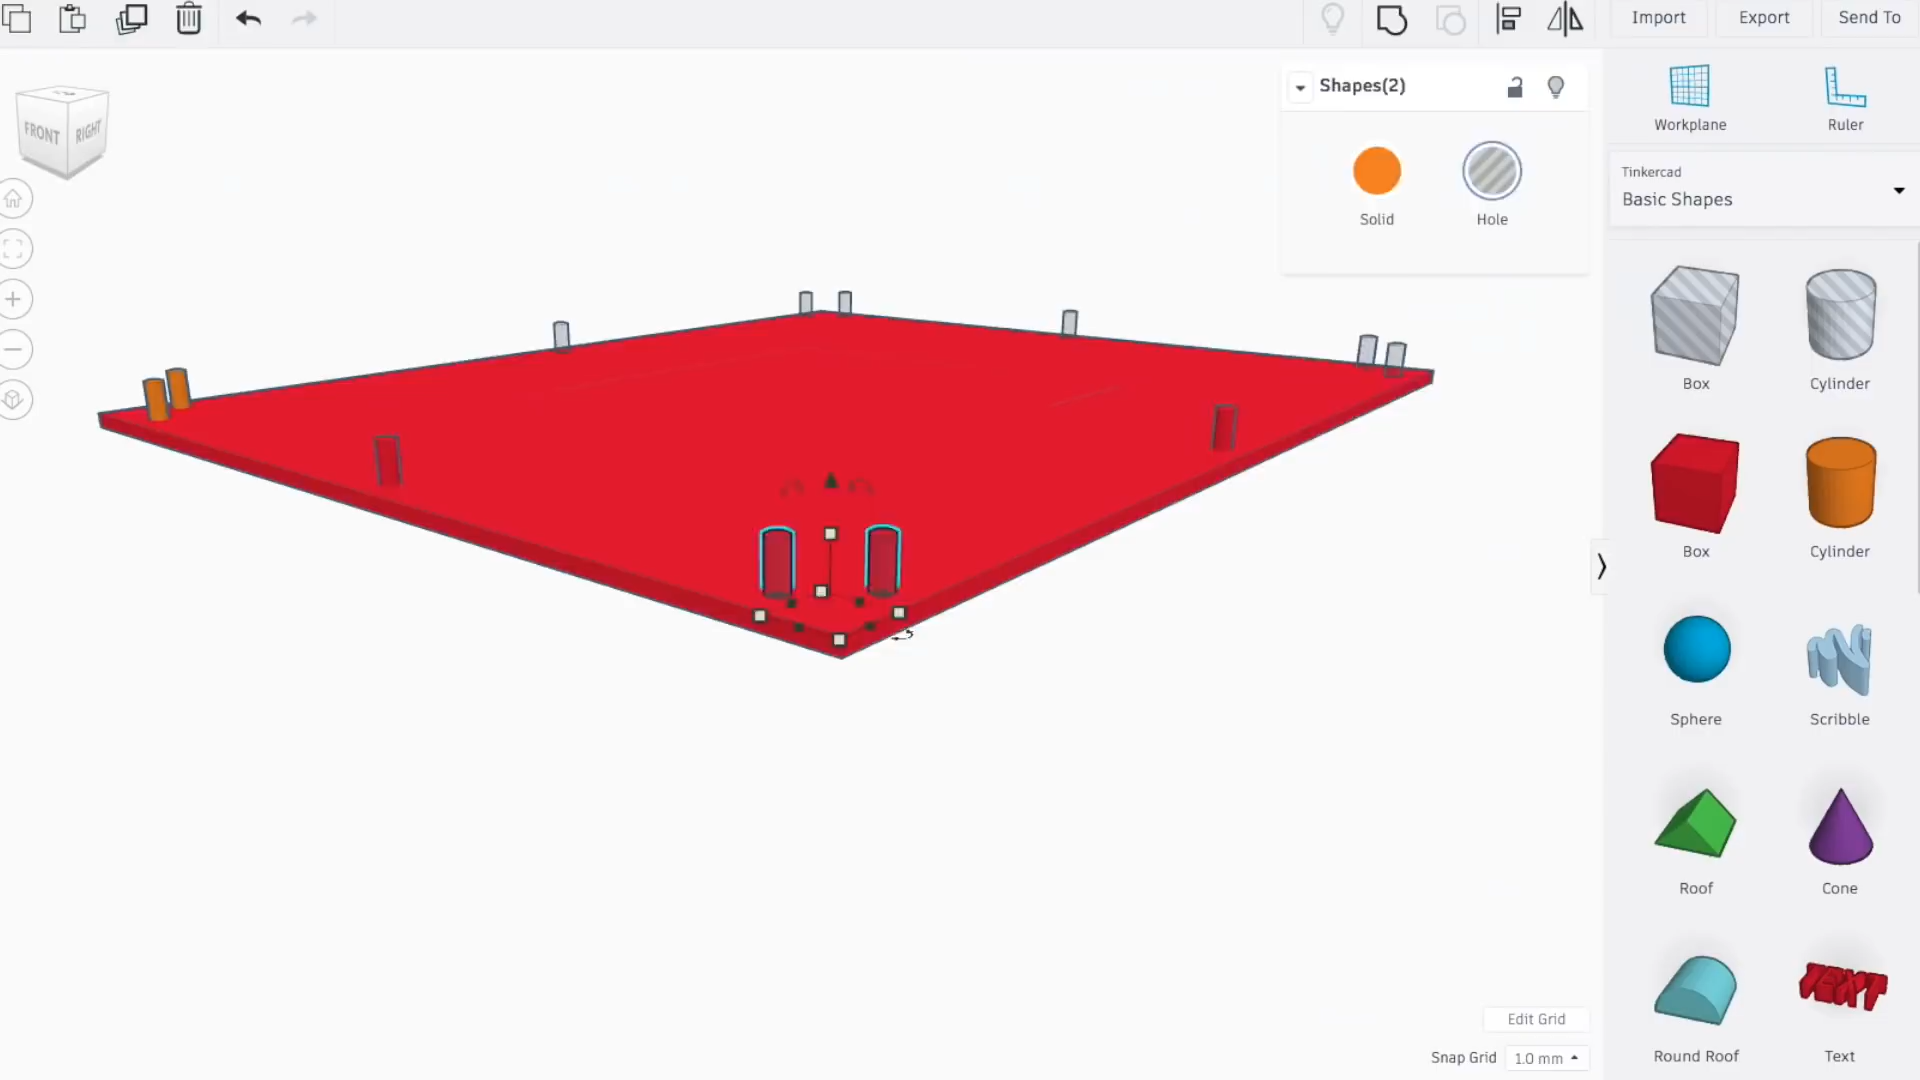 Import
Export
Send To
FRONT
RIGHT
Shapes(2)
Solid
Hole
Workplane
Ruler
Tinkercad
Basic Shapes
Box
Cylinder
Box
Cylinder
Sphere
Scribble
Roof
Cone
TEXT
Round Roof
Text
Edit Grid
Snap Grid
1.0 mm